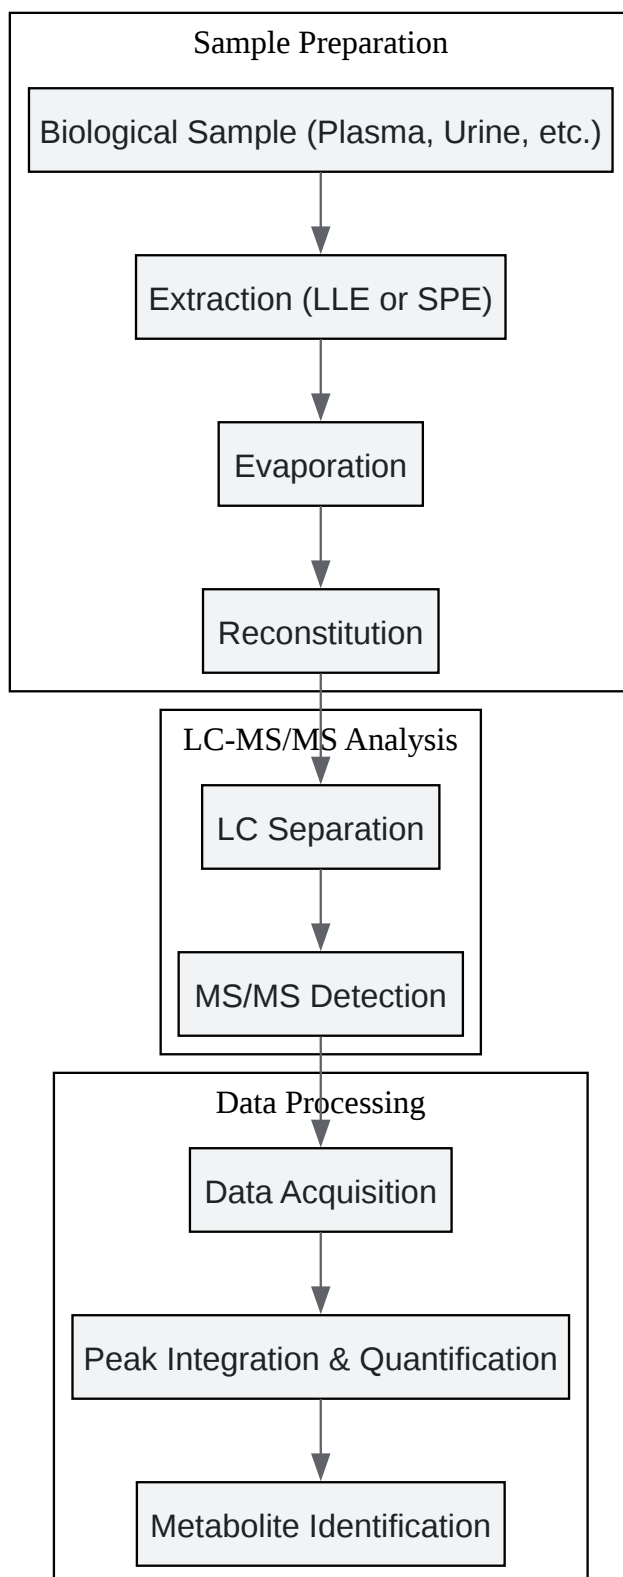 Sample Preparation
Biological Sample (Plasma, Urine, etc.)
Extraction (LLE or SPE)
Evaporation
Reconstitution
LC-MS/MS Analysis
LC Separation
MS/MS Detection
Data Processing
Data Acquisition
Peak Integration & Quantification
Metabolite Identification